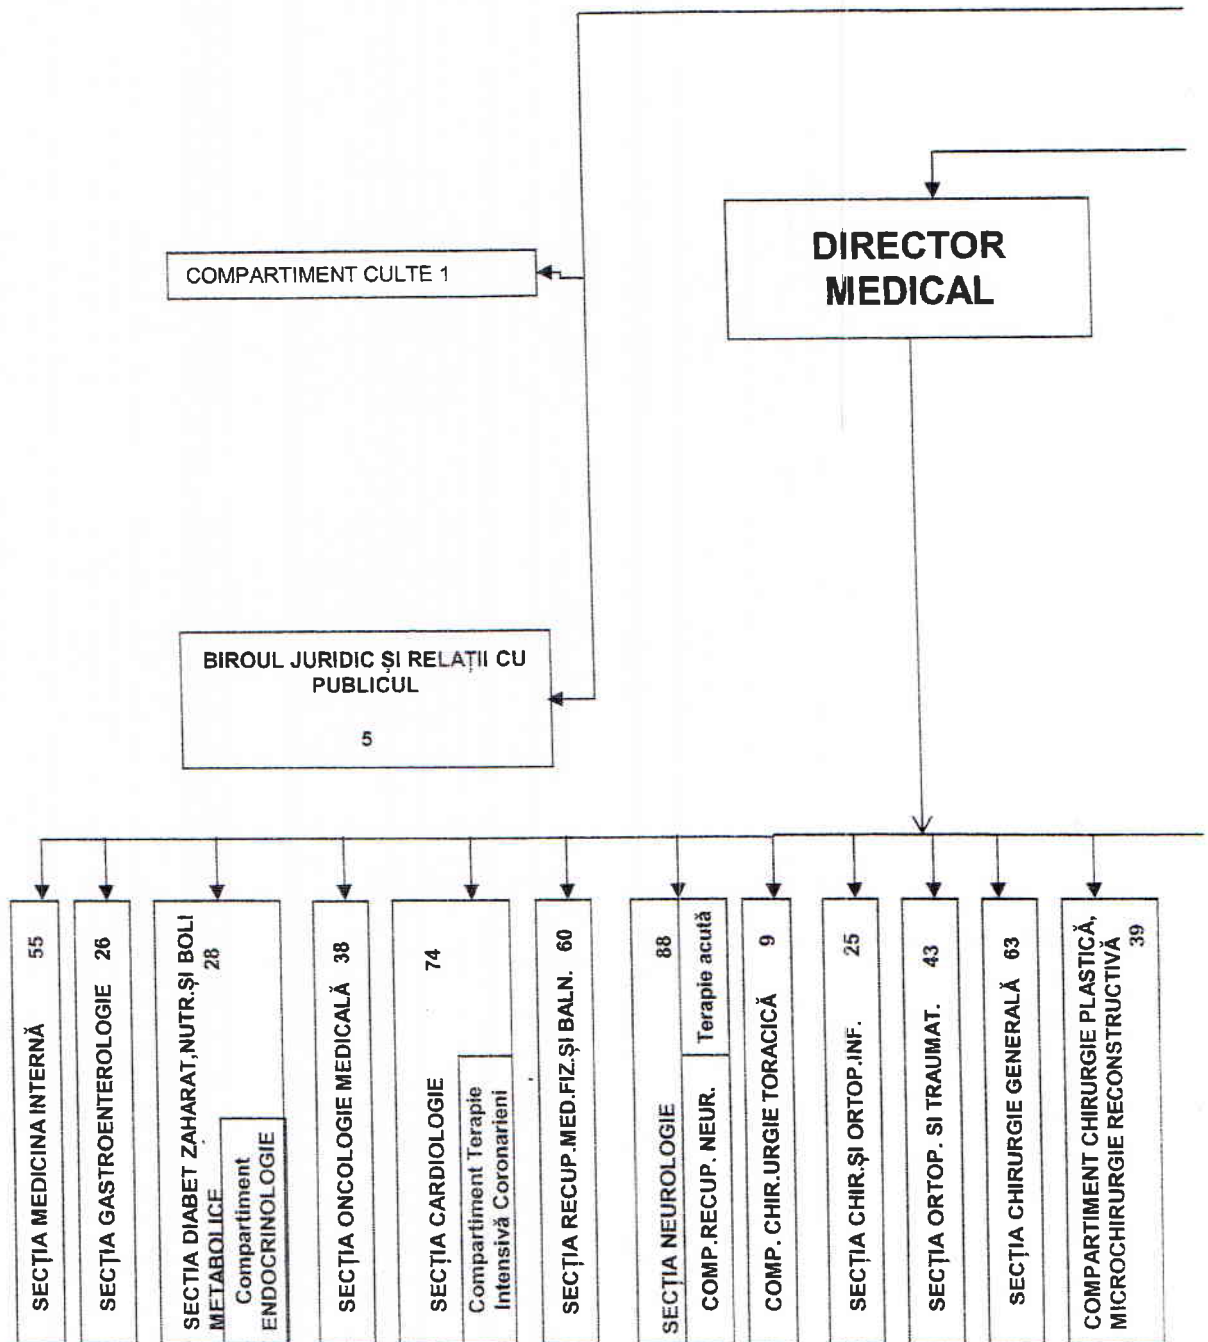 DIRECTOR
MEDICAL
COMPARTIMENT CULTE 1
BIROUL JURIDIC ȘI RELAȚII CU
PUBLICUL
5
SECȚIA MEDICINA INTERNĂ 55
SECȚIA GASTROENTEROLOGIE 26
SECTIA DIABET ZAHARAT,NUTR.ȘI BOLI
METABOLICE 28
Compartiment
ENDOCRINOLOGIE
SECȚIA ONCOLOGIE MEDICALĂ 38
SECȚIA CARDIOLOGIE 74
Compartiment Terapie
Intensivă Coronarieni
SECȚIA RECUP.MED.FIZ.ȘI BALN. 60
SECȚIA NEUROLOGIE 88
COMP.RECUP. NEUR. Terapie acută
COMP. CHIR.URGIE TORACICĂ 9
SECȚIA CHIR.ȘI ORTOP.INF. 25
SECȚIA ORTOP. SI TRAUMAT. 43
SECȚIA CHIRURGIE GENERALĂ 63
COMPARTIMENT CHIRURGIE PLASTICĂ,
MICROCHIRURGIE RECONSTRUCTIVĂ
39